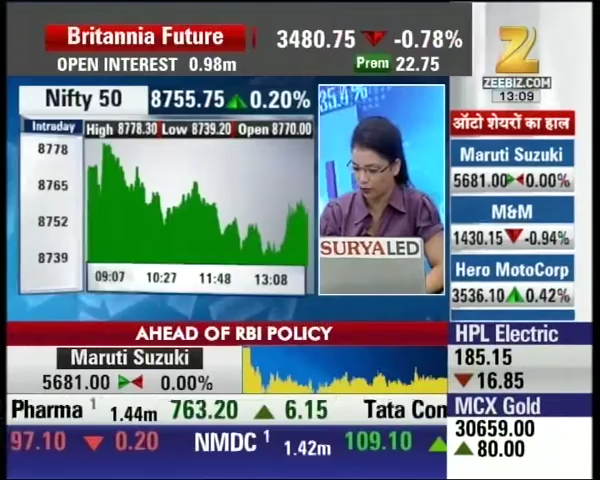 Britannia Future
3480.75 -0.78%
OPEN INTEREST 0.98m
Prem 22.75
Z
ZEEBIZ.COM
13:09
Nifty 50 8755.75 0.20%
Intraday High 8778.30 Low 8739.20 Open 8770.00
8778
8765
8752
8739
09:07 10:27 11:48 13:08
SURYA LED
ऑटो शेयरों का हाल
Maruti Suzuki
5681.00 0.00%
M&M
1430.15 -0.94%
Hero MotoCorp
3536.10 0.42%
AHEAD OF RBI POLICY
Maruti Suzuki
5681.00 0.00%
HPL Electric
185.15
16.85
MCX Gold
30659.00
80.00
Pharma 1 1.44m 763.20 6.15 Tata Con
97.10 0.20 NMDC 1 1.42m 109.10